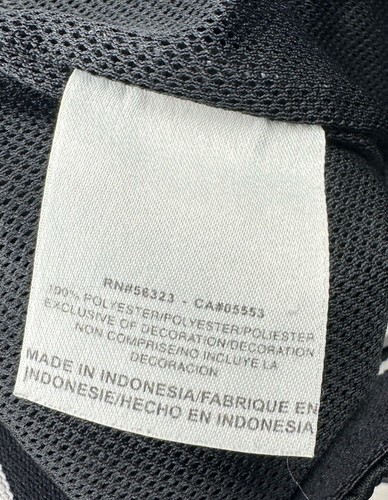 RN#56323 - CA#05553
100% POLYESTER/POLYESTER/POLIESTER
EXCLUSIVE OF DECORATION/DECORATION
NON COMPRISE/NO INCLUYE LA
DECORACION
MADE IN INDONESIA/FABRIQUE EN
INDONESIE/HECHO EN INDONESIA